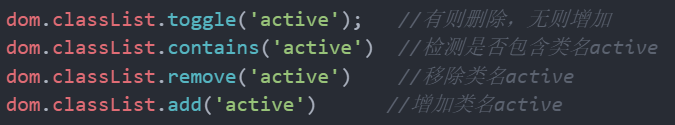 dom.classList.toggle('active');   //有则删除，无则增加
dom.classList.contains('active')  //检测是否包含类名active
dom.classList.remove('active')    //移除类名active
dom.classList.add('active')      //增加类名active